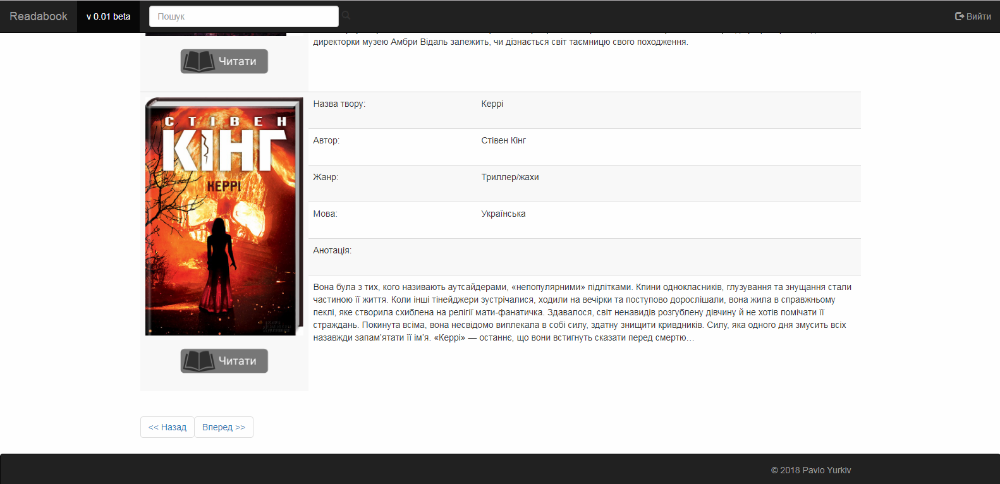 Readabook
v 0.01 beta
Пошук
Вийти
директорки музею Амбри Відаль залежить, чи дізнається світ таємницю свого походження.
Читати
СТІВЕН
КІНГ
КЕРРІ
Назва твору: Керрі
Автор: Стівен Кінг
Жанр: Триллер/жахи
Мова: Українська
Анотація:
Вона була з тих, кого називають аутсайдерами, «непопулярними» підлітками. Кпини однокласників, глузування та знущання стали
частиною її життя. Коли інші тінейджери зустрічалися, ходили на вечірки та поступово дорослішали, вона жила в справжньому
пеклі, яке створила схиблена на релігії мати-фанатичка. Здавалося, світ ненавидів розгублену дівчину й не хотів помічати її
страждань. Покинута всіма, вона несвідомо виплекала в собі силу, здатну знищити кривдників. Силу, яка одного дня змусить всіх
назавжди запам'ятати її ім'я. «Керрі» — останнє, що вони встигнуть сказати перед смертю...
Читати
<< Назад
Вперед >>
© 2018 Pavlo Yurkiv